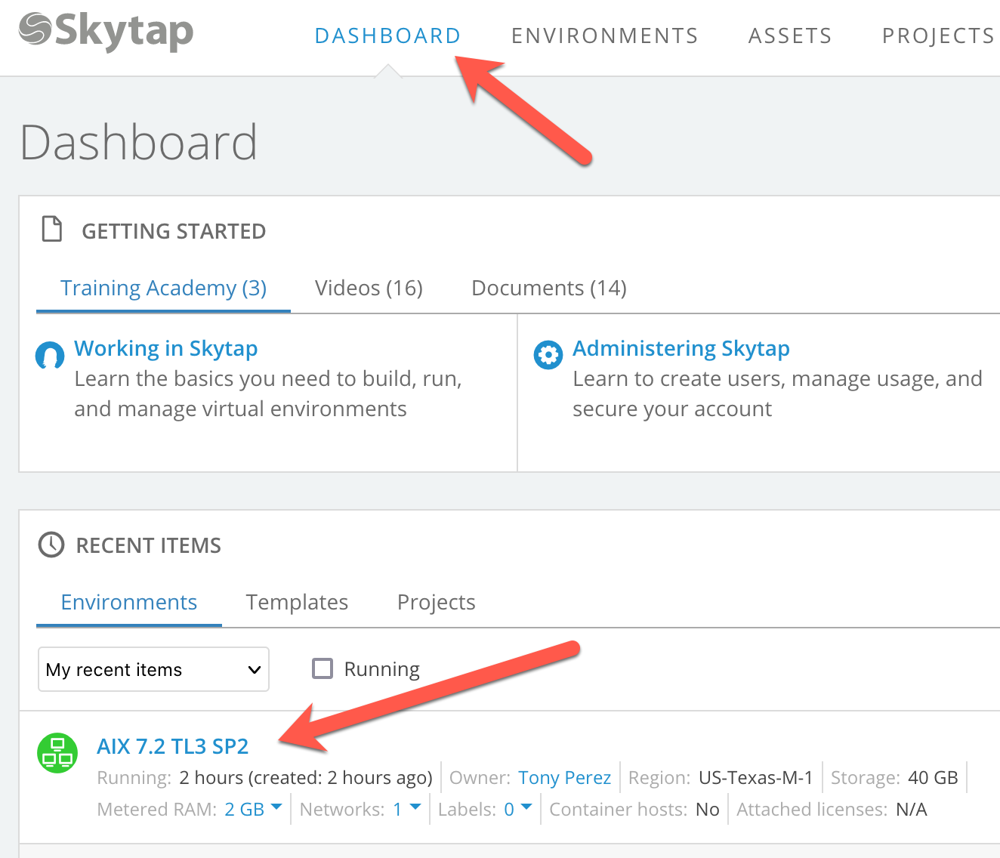 Skytap DASHBOARD ENVIRONMENTS ASSETS PROJECTS
Dashboard
GETTING STARTED
Training Academy (3) Videos (16) Documents (14)
Working in Skytap
Learn the basics you need to build, run,
and manage virtual environments
Administering Skytap
Learn to create users, manage usage, and
secure your account
RECENT ITEMS
Environments Templates Projects
My recent items Running
AIX 7.2 TL3 SP2
Running: 2 hours (created: 2 hours ago) Owner: Tony Perez Region: US-Texas-M-1 Storage: 40 GB
Metered RAM: 2 GB Networks: 1 Labels: 0 Container hosts: No Attached licenses: N/A